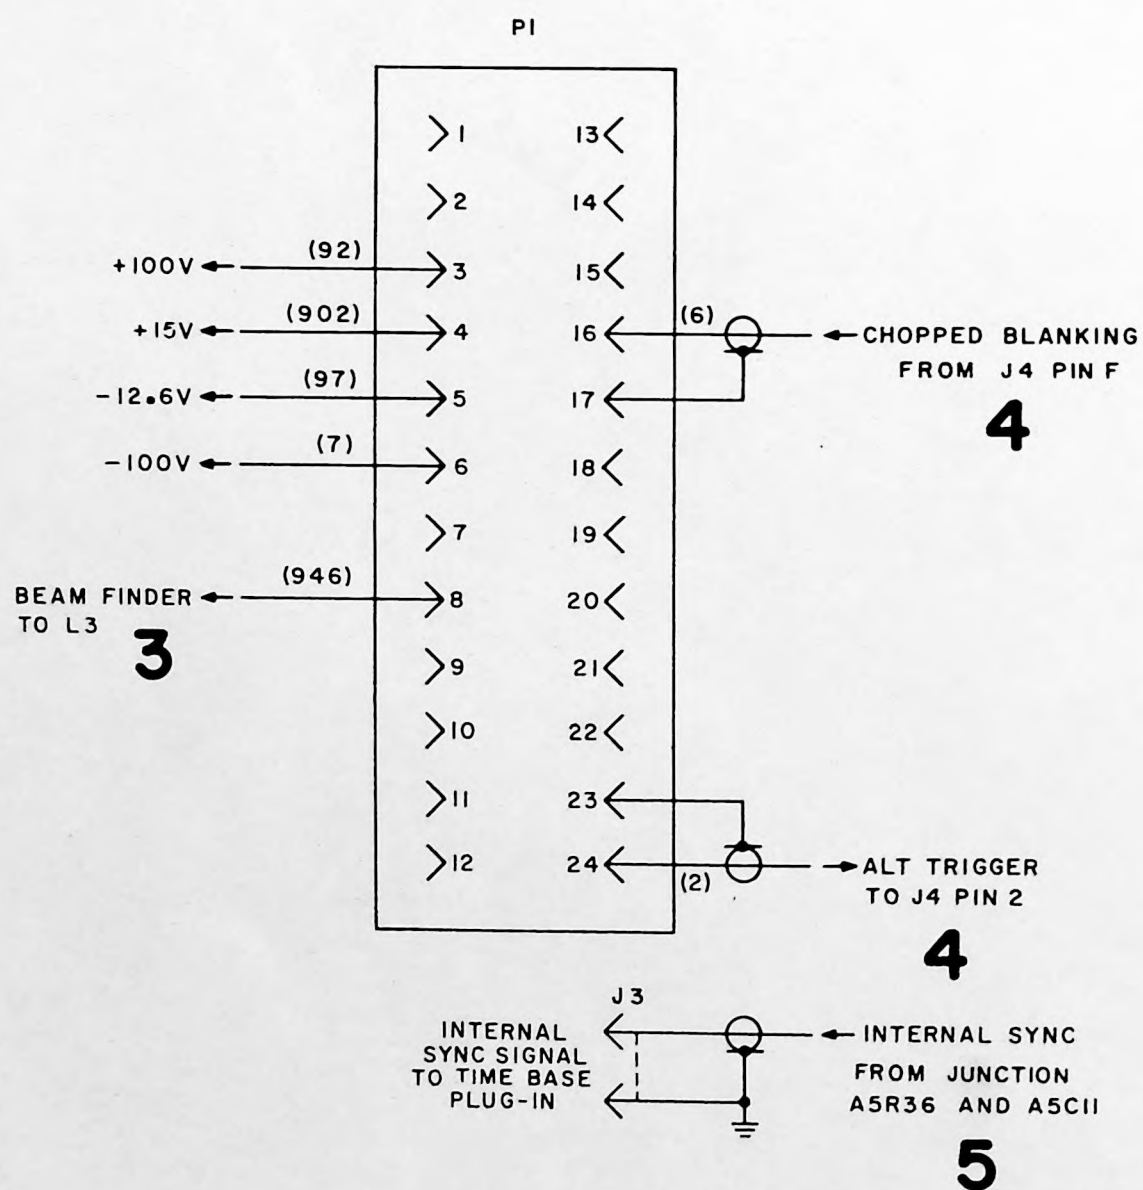 P1
1 13
2 14
(92)
+100V 3 15
(902) (6)
+15V 4 16 CHOPPED BLANKING
FROM J4 PIN F
(97)
-12.6V 5 17
4
(7)
-100V 6 18
7 19
(946)
BEAM FINDER 8 20
TO L3
3
9 21
10 22
11 23
12 24 ALT TRIGGER
(2) TO J4 PIN 2
4
J3
INTERNAL
SYNC SIGNAL
TO TIME BASE
PLUG-IN
INTERNAL SYNC
FROM JUNCTION
A5R36 AND A5C11
5